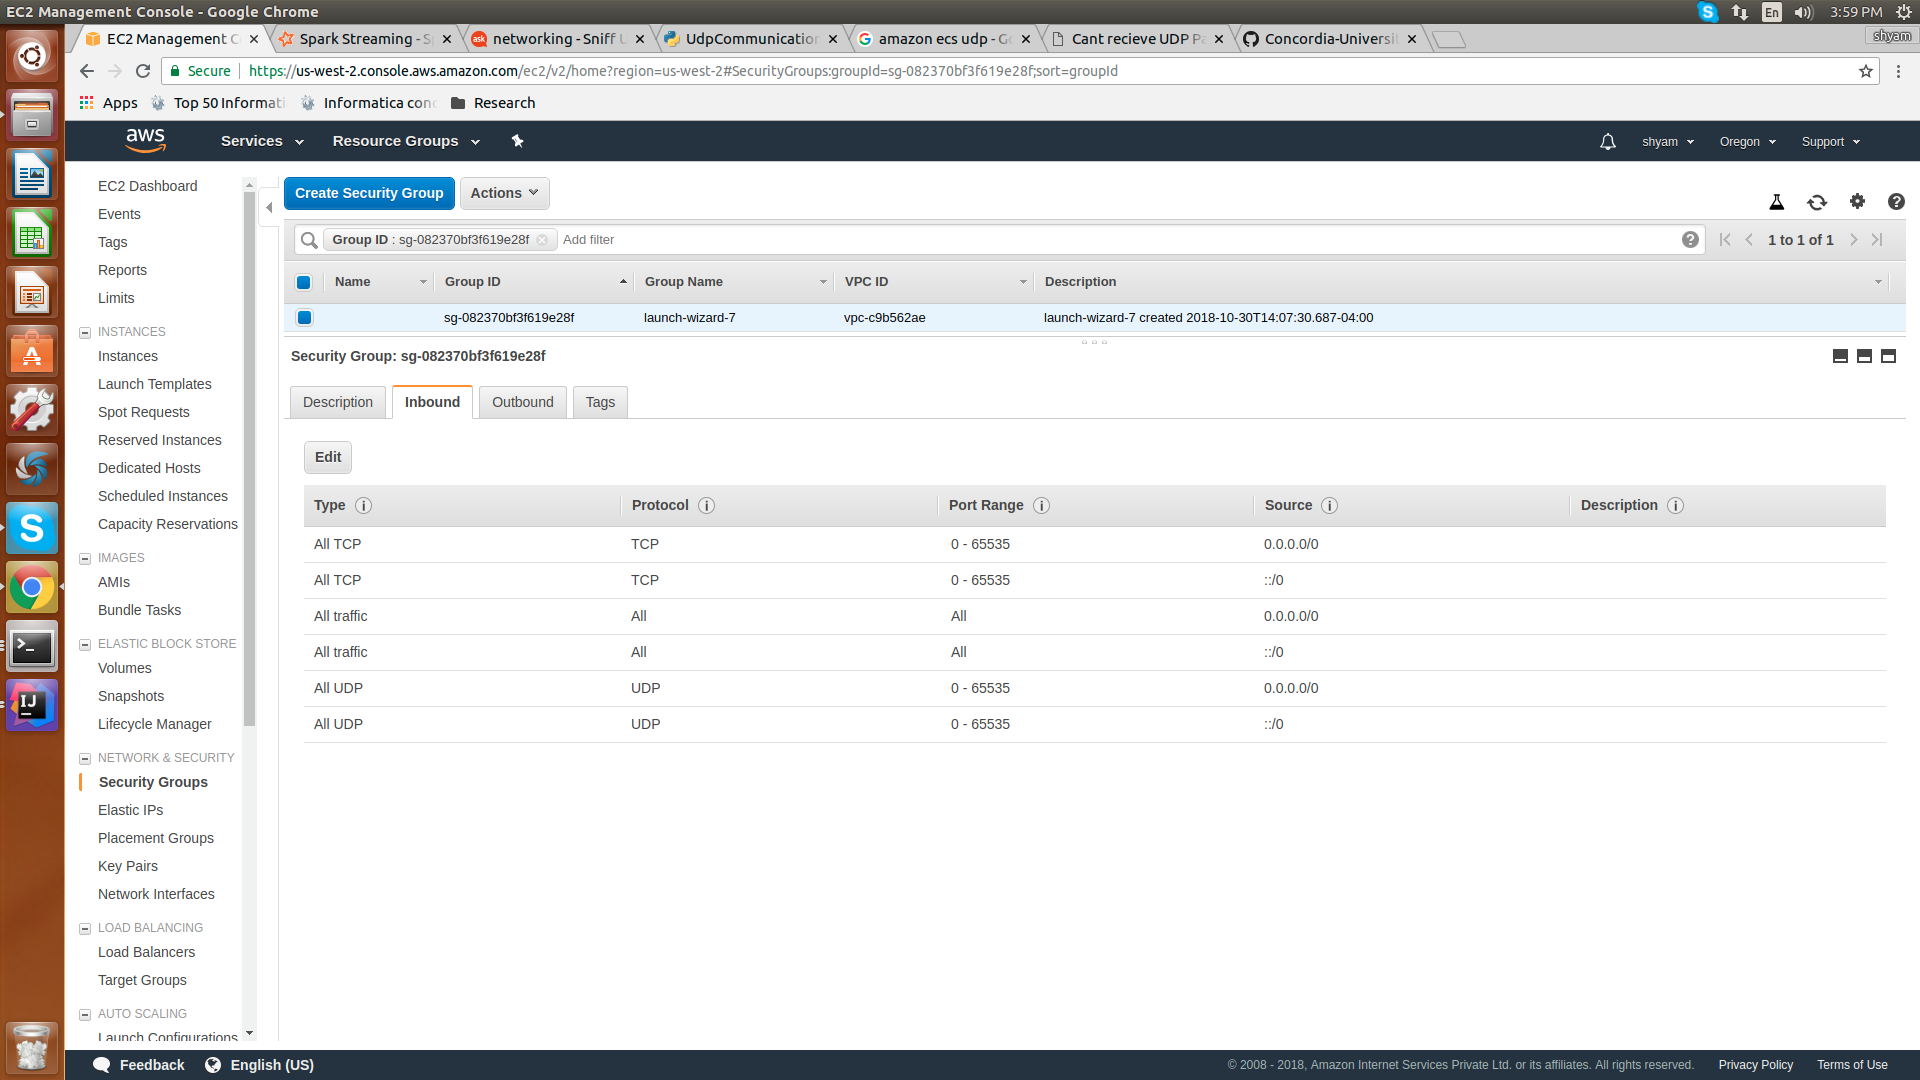 EC2 Management Console - Google Chrome
En
3:59 PM
EC2 Management C
Spark Streaming - S
networking - Sniff U
UdpCommunication
amazon ecs udp - Go
Cant recieve UDP Pa
Concordia-Universi
shyam
Secure
https://us-west-2.console.aws.amazon.com/ec2/v2/home?region=us-west-2#SecurityGroups:groupId=sg-082370bf3f619e28f;sort=groupId
Apps
Top 50 Informati
Informatica con
Research
aws
Services
Resource Groups
shyam
Oregon
Support
EC2 Dashboard
Events
Tags
Reports
Limits
INSTANCES
Instances
Launch Templates
Spot Requests
Reserved Instances
Dedicated Hosts
Scheduled Instances
Capacity Reservations
IMAGES
AMIs
Bundle Tasks
ELASTIC BLOCK STORE
Volumes
Snapshots
Lifecycle Manager
NETWORK & SECURITY
Security Groups
Elastic IPs
Placement Groups
Key Pairs
Network Interfaces
LOAD BALANCING
Load Balancers
Target Groups
AUTO SCALING
Launch Configurations
Create Security Group
Actions
Group ID : sg-082370bf3f619e28f
Add filter
1 to 1 of 1
Name Group ID Group Name VPC ID Description
sg-082370bf3f619e28f launch-wizard-7 vpc-c9b562ae launch-wizard-7 created 2018-10-30T14:07:30.687-04:00
Security Group: sg-082370bf3f619e28f
Description
Inbound
Outbound
Tags
Edit
Type Protocol Port Range Source Description
All TCP TCP 0 - 65535 0.0.0.0/0
All TCP TCP 0 - 65535 ::/0
All traffic All All 0.0.0.0/0
All traffic All All ::/0
All UDP UDP 0 - 65535 0.0.0.0/0
All UDP UDP 0 - 65535 ::/0
Feedback
English (US)
© 2008 - 2018, Amazon Internet Services Private Ltd. or its affiliates. All rights reserved.
Privacy Policy
Terms of Use